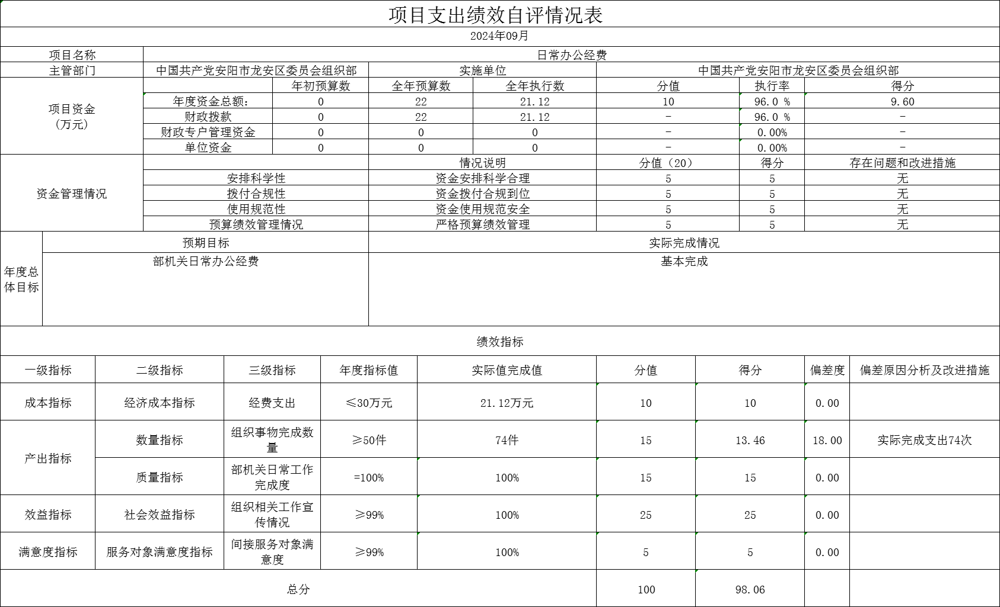 项目支出绩效自评情况表
2024年09月
项目名称 日常办公经费
主管部门 中国共产党安阳市龙安区委员会组织部 实施单位 中国共产党安阳市龙安区委员会组织部
项目资金
(万元)
年初预算数 全年预算数 全年执行数 分值 执行率 得分
年度资金总额: 0 22 21.12 10 96.0 % 9.60
财政拨款 0 22 21.12 - 96.0 % -
财政专户管理资金 0 0 0 - 0.00% -
单位资金 0 0 0 - 0.00% -
资金管理情况
情况说明 分值（20） 得分 存在问题和改进措施
安排科学性 资金安排科学合理 5 5 无
拨付合规性 资金拨付合规到位 5 5 无
使用规范性 资金使用规范安全 5 5 无
预算绩效管理情况 严格预算绩效管理 5 5 无
年度总
体目标
预期目标 实际完成情况
部机关日常办公经费 基本完成
绩效指标
一级指标 二级指标 三级指标 年度指标值 实际值完成值 分值 得分 偏差度 偏差原因分析及改进措施
成本指标 经济成本指标 经费支出 ≤30万元 21.12万元 10 10 0.00
产出指标
数量指标 组织事物完成数
量 ≥50件 74件 15 13.46 18.00 实际完成支出74次
质量指标 部机关日常工作
完成度 =100% 100% 15 15 0.00
效益指标 社会效益指标 组织相关工作宣
传情况 ≥99% 100% 25 25 0.00
满意度指标 服务对象满意度指标 间接服务对象满
意度 ≥99% 100% 5 5 0.00
总分 100 98.06